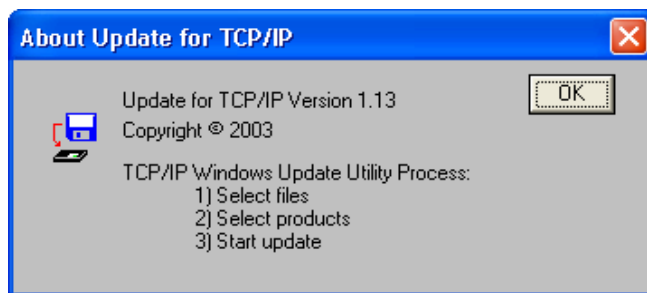 About Update for TCP/IP
Update for TCP/IP Version 1.13
OK
Copyright © 2003
TCP/IP Windows Update Utility Process:
1) Select files
2) Select products
3) Start update